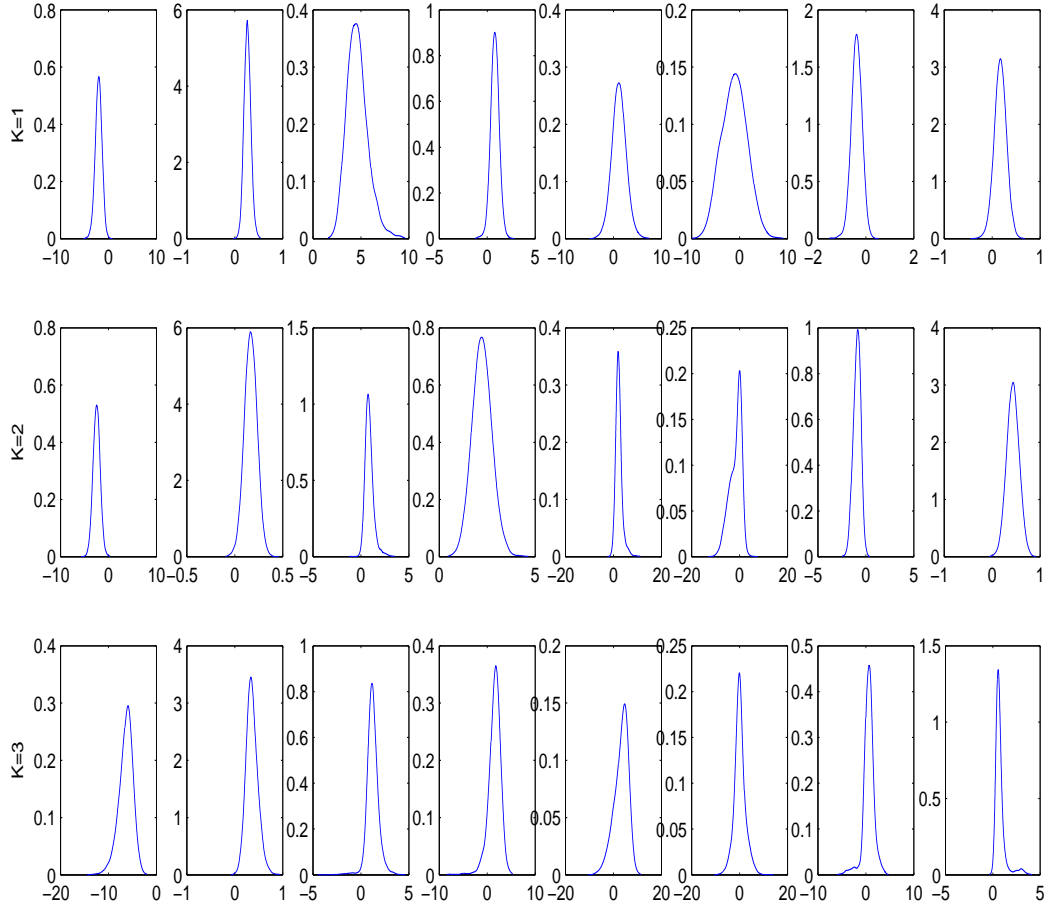 0.8 6 0.4 1 0.4 0.2 2 4
0.6 0.3 0.8 0.3 0.15 1.5 3
4 0.6
K=1 0.4 0.2 0.2 0.1 1 2
2 0.4
0.2 0.1 0.2 0.1 0.05 0.5 1
0 0 0 0 0 0 0 0
−10 0 10 −1 0 1 0 5 10 −5 0 5 −10 0 10 −20 0 10 −2 0 2 −1 0 1
0.8 6 1.5 0.8 0.4 0.25 1 4
0.6 0.6 0.3 0.2 0.8 3
4 1
K=2 0.4 0.4 0.2 0.15 0.6 2
0.1 0.4
2 0.5
0.2 0.2 0.1 0.05 0.2 1
0 0 0 0 0 0 0 0
−10 0 10 −0.5 0 0.5 −5 0 5 0 5 −20 0 20 −20 0 20 −5 0 5 −1 0 1
0.4 4 1 0.4 0.2 0.25 0.5 1.5
0.3 3 0.8 0.3 0.15 0.2 0.4
0.6 0.15 0.3 1
K=3 0.2 2 0.2 0.1
0.4 0.1 0.2 0.5
0.1 1 0.2 0.1 0.05 0.05 0.1
0 0 0 0 0 0 0 0
−20 −10 0 −1 0 1 −5 0 5 −10 0 10 −20 0 20 −20 0 20 −10 0 10 −5 0 5